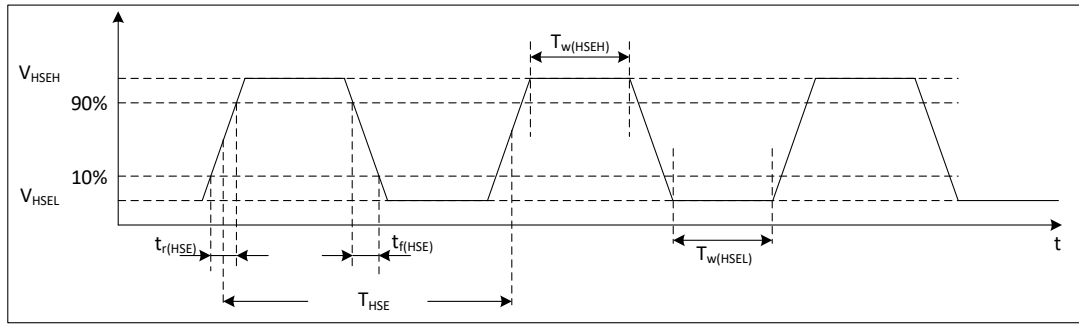 T_w(HSEH)
V_HSEH
90%
10%
V_HSEL
t_r(HSE)
t_f(HSE)
T_w(HSEL)
t
T_HSE